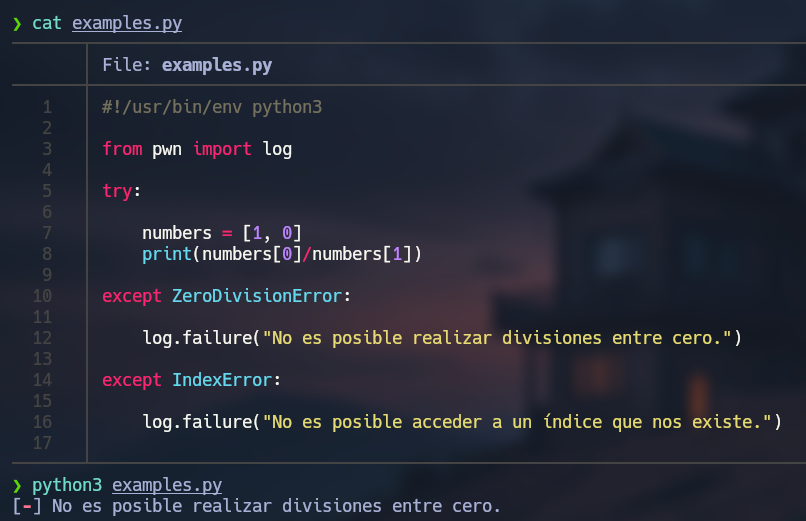 ❯ cat examples.py
File: examples.py
1 #!/usr/bin/env python3
2
3 from pwn import log
4
5 try:
6
7     numbers = [1, 0]
8     print(numbers[0]/numbers[1])
9
10 except ZeroDivisionError:
11
12     log.failure("No es posible realizar divisiones entre cero.")
13
14 except IndexError:
15
16     log.failure("No es posible acceder a un índice que nos existe.")
17
❯ python3 examples.py
[-] No es posible realizar divisiones entre cero.